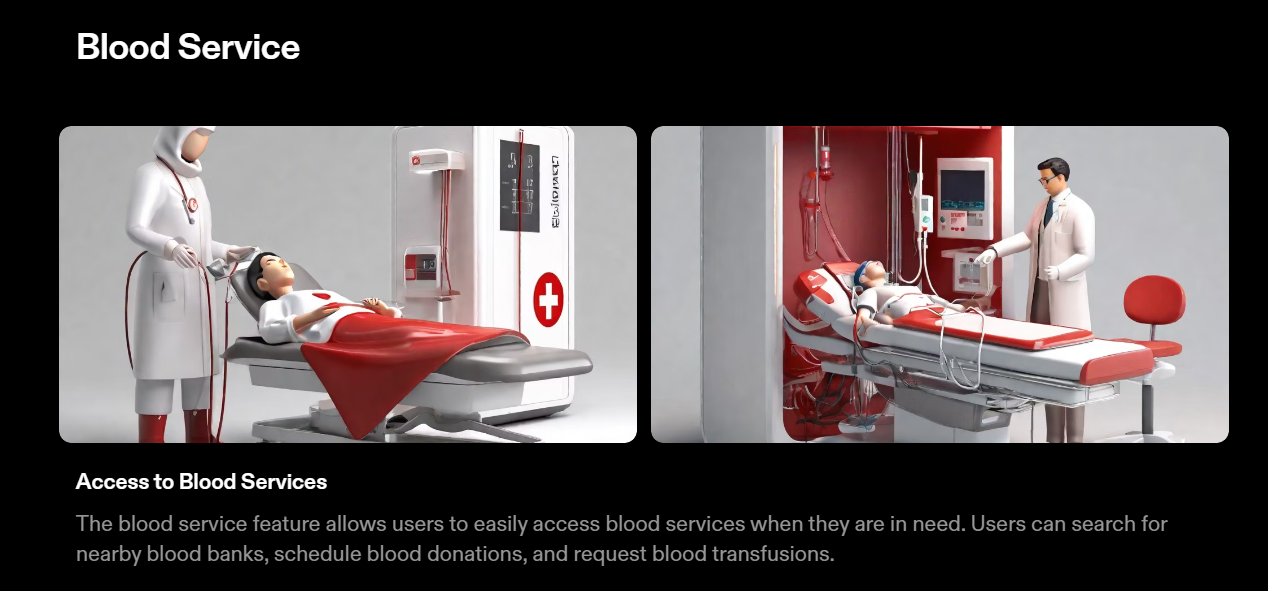 Blood Service
Access to Blood Services
The blood service feature allows users to easily access blood services when they are in need. Users can search for
nearby blood banks, schedule blood donations, and request blood transfusions.